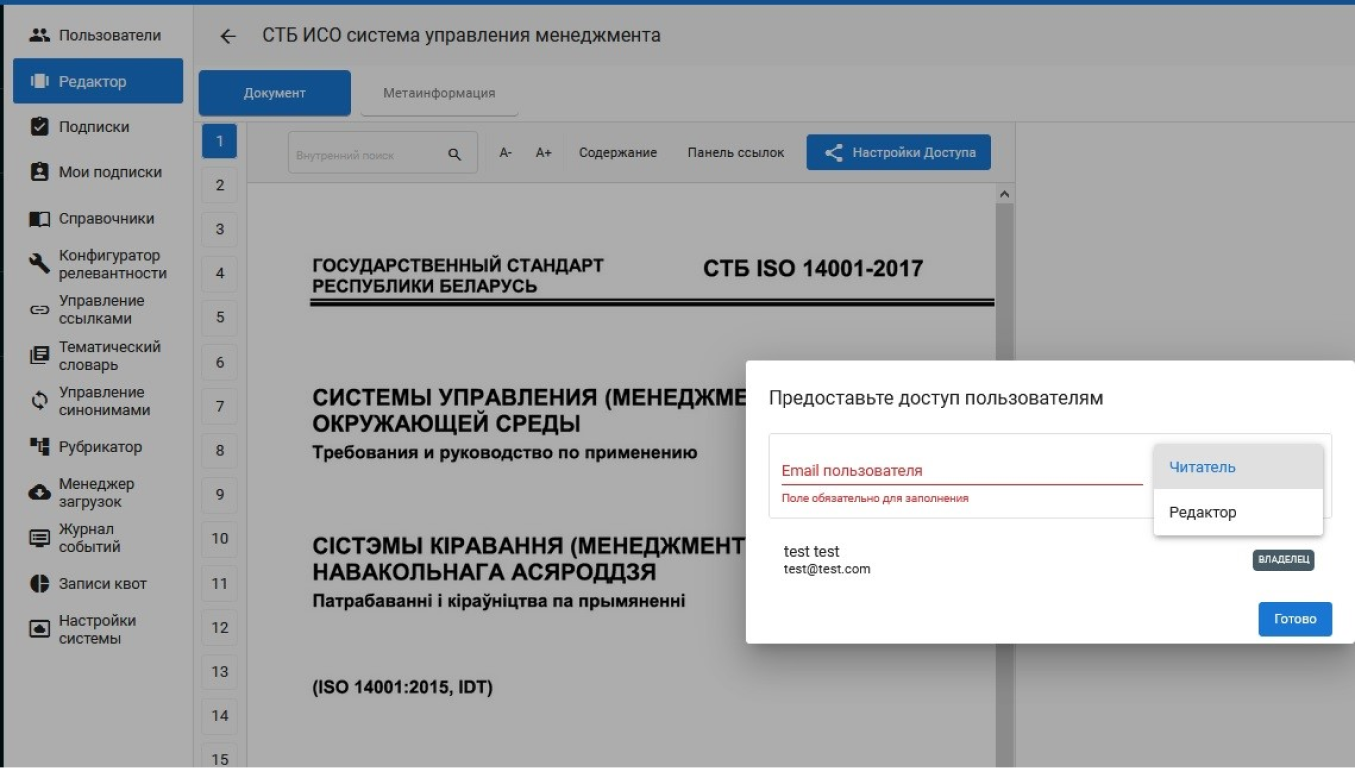 Пользователи
Редактор
Подписки
Мои подписки
Справочники
Конфигуратор
релевантности
Управление
ссылками
Тематический
словарь
Управление
синонимами
Рубрикатор
Менеджер
загрузок
Журнал
событий
Записи квот
Настройки
системы
СТБ ИСО система управления менеджмента
Документ
Метаинформация
1
2
3
4
5
6
7
8
9
10
11
12
13
14
15
Внутренний поиск
A-
A+
Содержание
Панель ссылок
Настройки Доступа
ГОСУДАРСТВЕННЫЙ СТАНДАРТ
РЕСПУБЛИКИ БЕЛАРУСЬ
СТБ ISO 14001-2017
СИСТЕМЫ УПРАВЛЕНИЯ (МЕНЕДЖМЕ
ОКРУЖАЮЩЕЙ СРЕДЫ
Требования и руководство по применению
СІСТЭМЫ КІРАВАННЯ (МЕНЕДЖМЕНТ
НАВАКОЛЬНАГА АСЯРОДДЗЯ
Патрабаванні і кіраўніцтва па прымяненні
(ISO 14001:2015, IDT)
Предоставьте доступ пользователям
Email пользователя
Поле обязательно для заполнения
Читатель
Редактор
test test
test@test.com
ВЛАДЕЛЕЦ
Готово